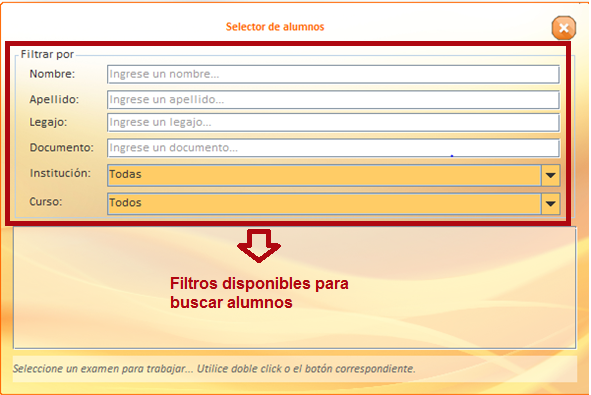 Selector de alumnos
Filtrar por
Nombre: Ingrese un nombre...
Apellido: Ingrese un apellido...
Legajo: Ingrese un legajo...
Documento: Ingrese un documento...
Institución: Todas
Curso: Todos
Filtros disponibles para
buscar alumnos
Seleccione un examen para trabajar... Utilice doble click o el botón correspondiente.